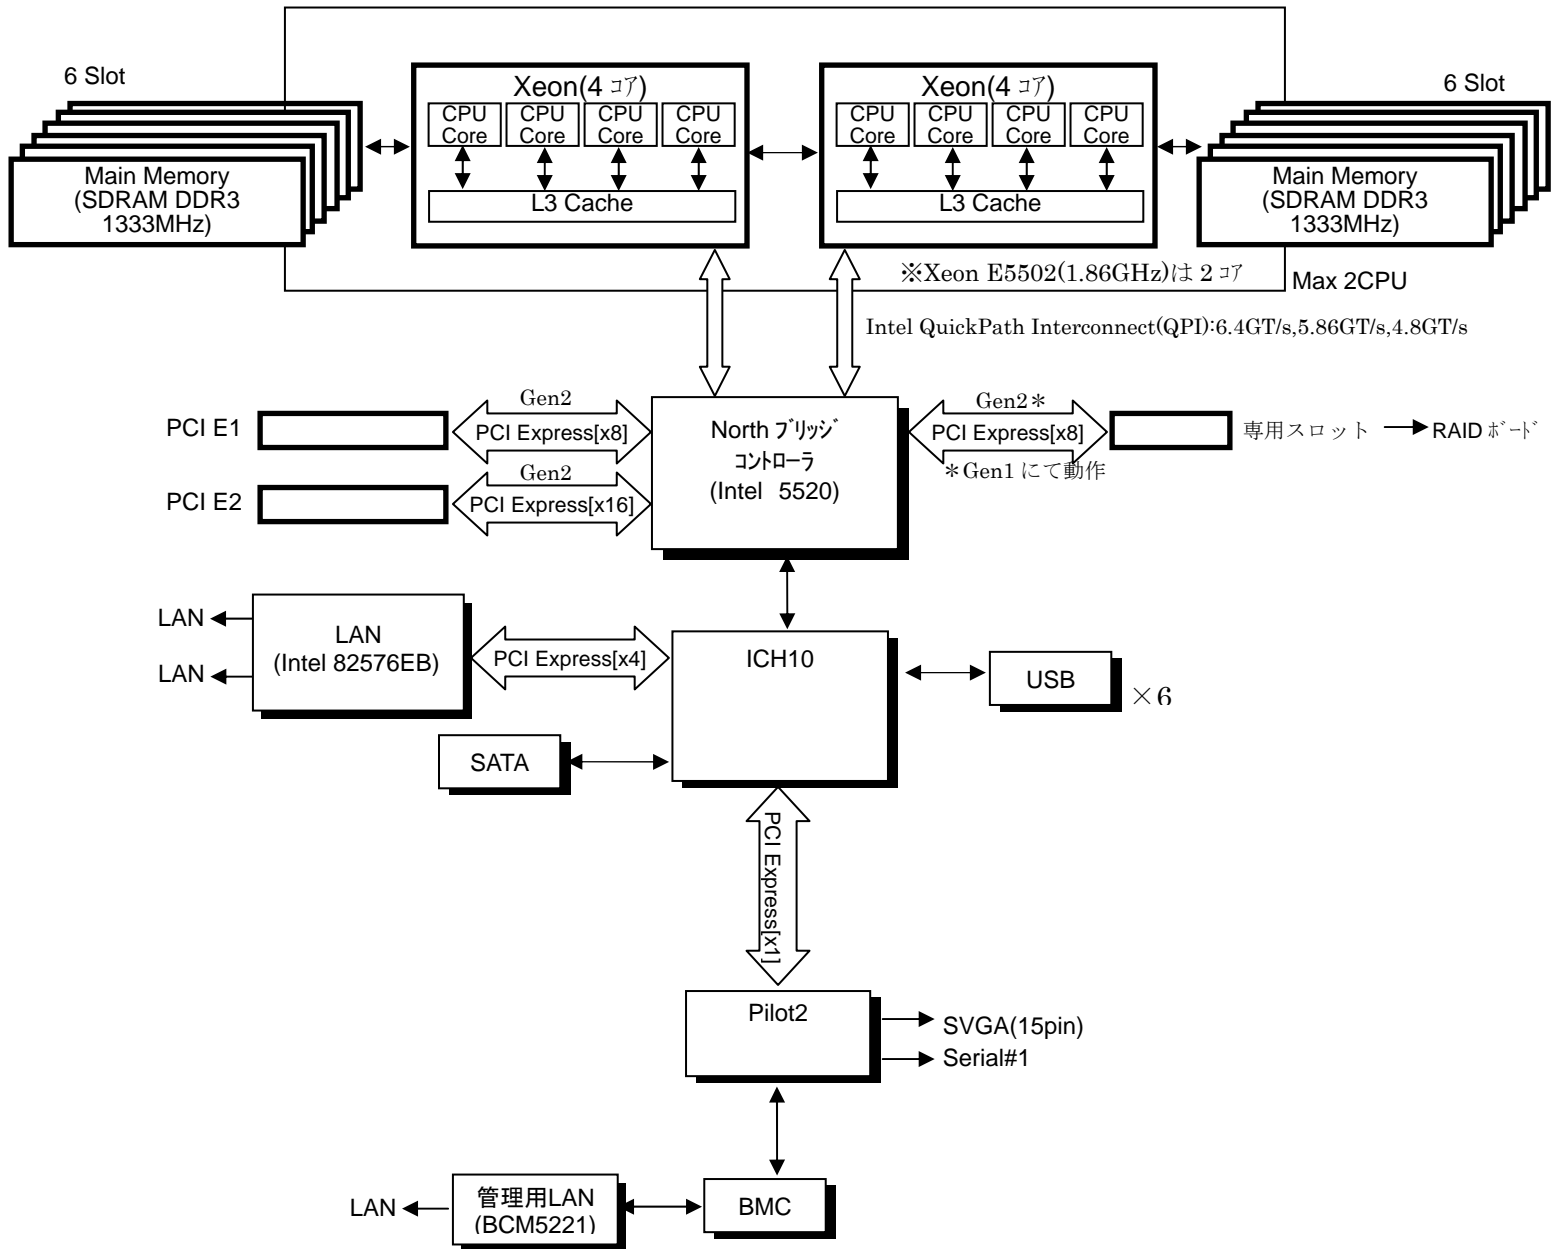 6 Slot
6 Slot
Xeon(4 ｺｱ)
Xeon(4 ｺｱ)
CPU Core
CPU Core
CPU Core
CPU Core
CPU Core
CPU Core
CPU Core
CPU Core
L3 Cache
L3 Cache
Main Memory
(SDRAM DDR3
1333MHz)
Main Memory
(SDRAM DDR3
1333MHz)
※Xeon E5502(1.86GHz)は 2 ｺｱ
Max 2CPU
Intel QuickPath Interconnect(QPI):6.4GT/s,5.86GT/s,4.8GT/s
PCI E1
Gen2
PCI Express[x8]
North ﾌﾞﾘｯｼﾞ
ｺﾝﾄﾛｰﾗ
(Intel 5520)
Gen2＊
PCI Express[x8]
＊Gen1 にて動作
専用スロット
RAID ﾎﾞｰﾄﾞ
PCI E2
Gen2
PCI Express[x16]
LAN
LAN
LAN
(Intel 82576EB)
PCI Express[x4]
ICH10
USB
×6
SATA
PCI Express[x1]
Pilot2
SVGA(15pin)
Serial#1
LAN
管理用LAN
(BCM5221)
BMC